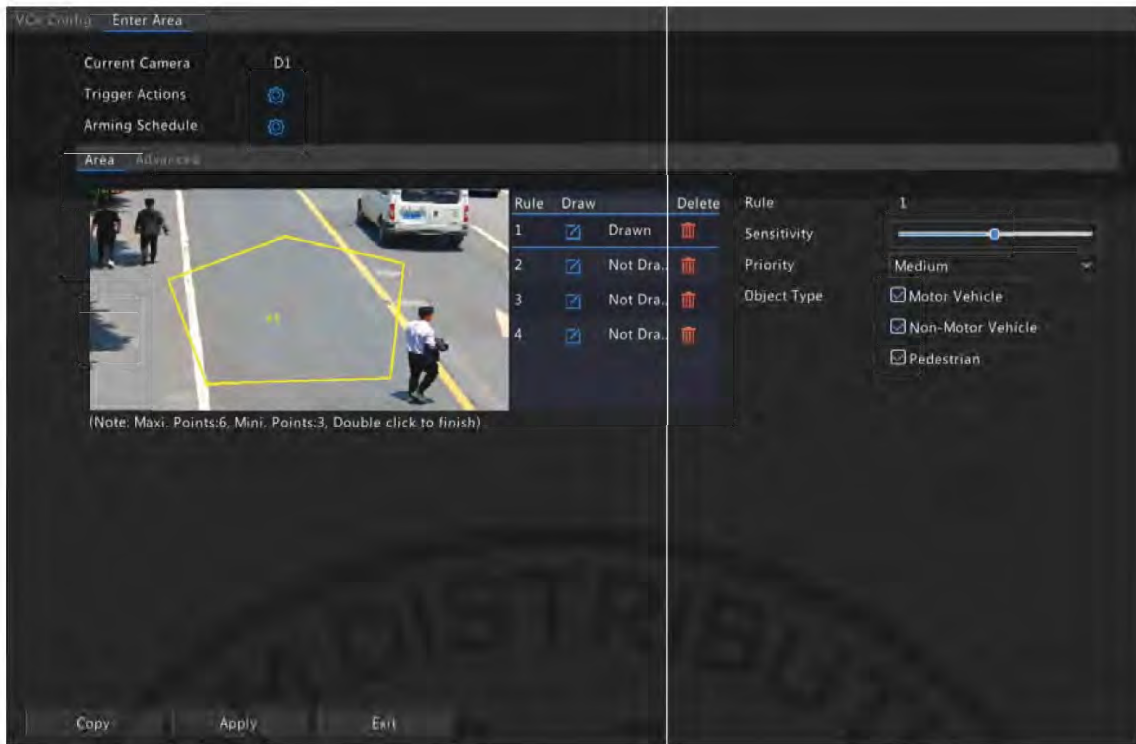 VCA Config Enter Area
Current Camera D1
Trigger Actions
Arming Schedule
Area Advanced
Rule Draw Delete
1 Drawn
2 Not Dra..
3 Not Dra..
4 Not Dra..
Rule 1
Sensitivity
Priority Medium
Object Type Motor Vehicle
Non-Motor Vehicle
Pedestrian
(Note: Maxi. Points:6, Mini. Points:3, Double click to finish)
Copy Apply Exit